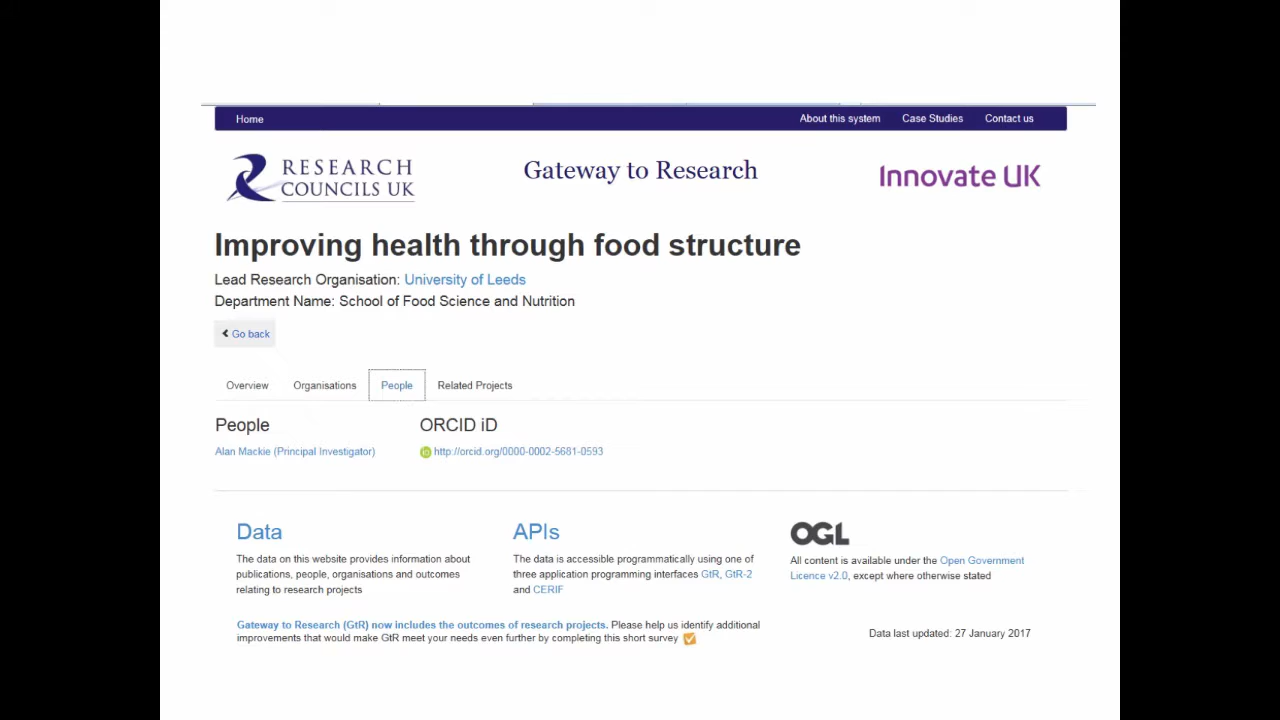 Home
About this system Case Studies Contact us
RESEARCH
COUNCILS UK
Gateway to Research
Innovate UK
Improving health through food structure
Lead Research Organisation: University of Leeds
Department Name: School of Food Science and Nutrition
Go back
Overview Organisations People Related Projects
People
ORCID iD
Alan Mackie (Principal Investigator)
iD http://orcid.org/0000-0002-5681-0593
Data
The data on this website provides information about
publications, people, organisations and outcomes
relating to research projects
APIs
The data is accessible programmatically using one of
three application programming interfaces GtR, GtR-2
and CERIF
OGL
All content is available under the Open Government
Licence v2.0, except where otherwise stated
Gateway to Research (GtR) now includes the outcomes of research projects. Please help us identify additional
improvements that would make GtR meet your needs even further by completing this short survey
Data last updated: 27 January 2017